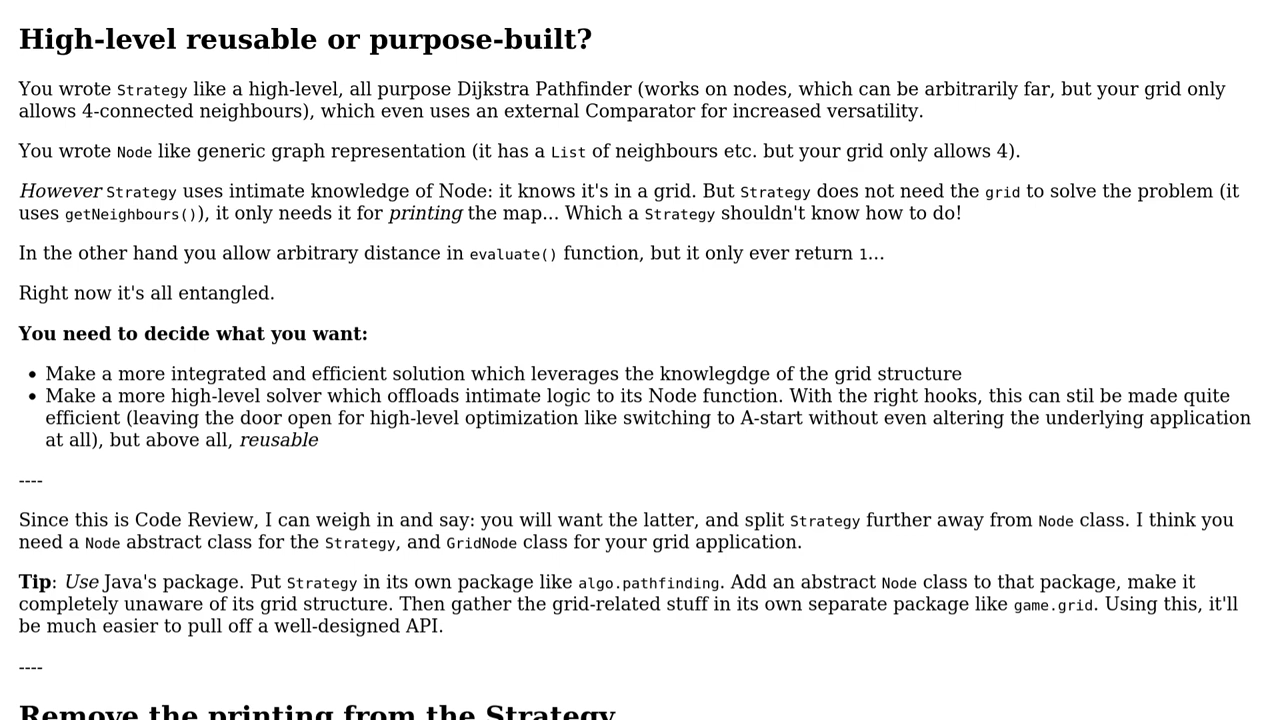 High-level reusable or purpose-built?
You wrote Strategy like a high-level, all purpose Dijkstra Pathfinder (works on nodes, which can be arbitrarily far, but your grid only
allows 4-connected neighbours), which even uses an external Comparator for increased versatility.
You wrote Node like generic graph representation (it has a List of neighbours etc. but your grid only allows 4).
However Strategy uses intimate knowledge of Node: it knows it's in a grid. But Strategy does not need the grid to solve the problem (it
uses getNeighbours()), it only needs it for printing the map... Which a Strategy shouldn't know how to do!
In the other hand you allow arbitrary distance in evaluate() function, but it only ever return 1...
Right now it's all entangled.
You need to decide what you want:
• Make a more integrated and efficient solution which leverages the knowlegdge of the grid structure
• Make a more high-level solver which offloads intimate logic to its Node function. With the right hooks, this can stil be made quite
efficient (leaving the door open for high-level optimization like switching to A-start without even altering the underlying application
at all), but above all, reusable
----
Since this is Code Review, I can weigh in and say: you will want the latter, and split Strategy further away from Node class. I think you
need a Node abstract class for the Strategy, and GridNode class for your grid application.
Tip: Use Java's package. Put Strategy in its own package like algo.pathfinding. Add an abstract Node class to that package, make it
completely unaware of its grid structure. Then gather the grid-related stuff in its own separate package like game.grid. Using this, it'll
be much easier to pull off a well-designed API.
----
Remove the printing from the Strategy